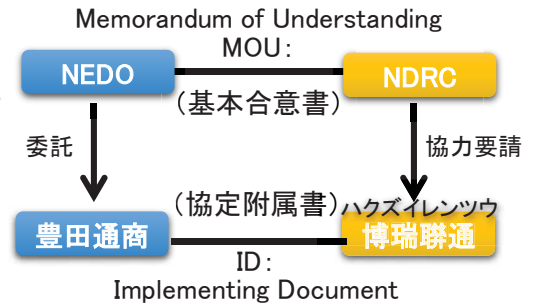 Memorandum of Understanding
MOU：
NEDO
NDRC
（基本合意書）
委託
協力要請
（協定附属書）
ハクズイレンツウ
豊田通商
博瑞聯通
ID：
Implementing Document